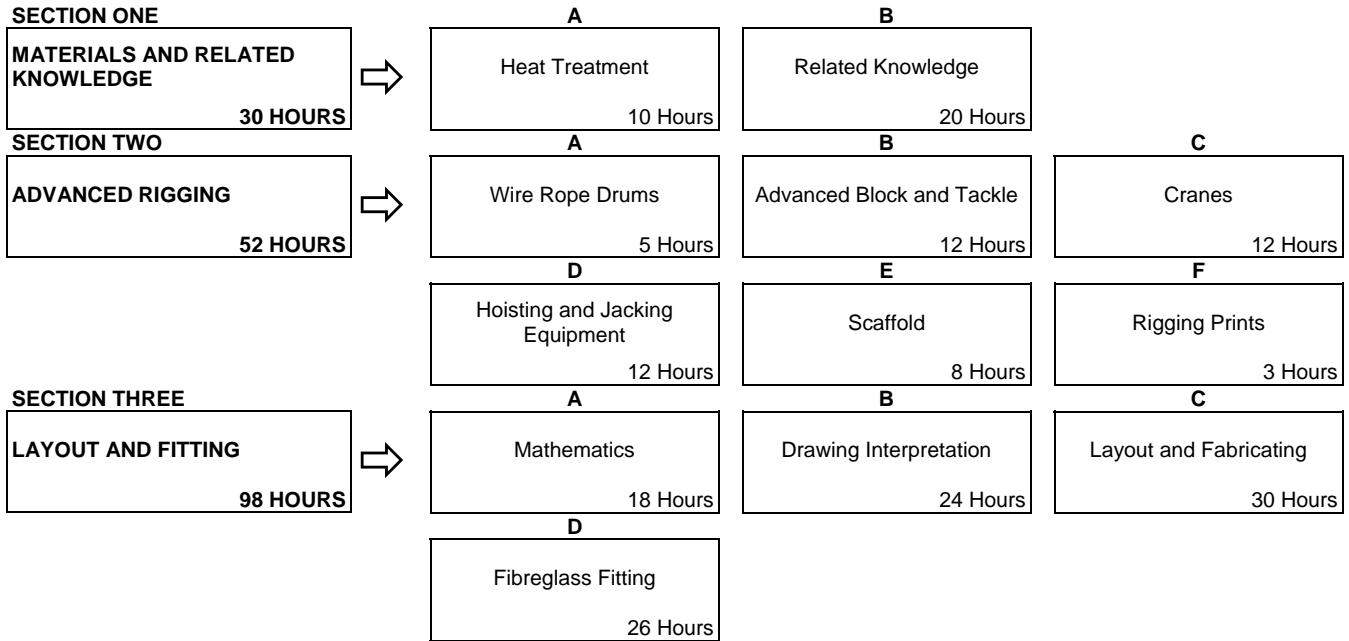 SECTION ONE
A
B
MATERIALS AND RELATED
KNOWLEDGE
30 HOURS
Heat Treatment
10 Hours
Related Knowledge
20 Hours
SECTION TWO
A
B
C
ADVANCED RIGGING
52 HOURS
Wire Rope Drums
5 Hours
Advanced Block and Tackle
12 Hours
Cranes
12 Hours
D
E
F
Hoisting and Jacking
Equipment
12 Hours
Scaffold
8 Hours
Rigging Prints
3 Hours
SECTION THREE
A
B
C
LAYOUT AND FITTING
98 HOURS
Mathematics
18 Hours
Drawing Interpretation
24 Hours
Layout and Fabricating
30 Hours
D
Fibreglass Fitting
26 Hours